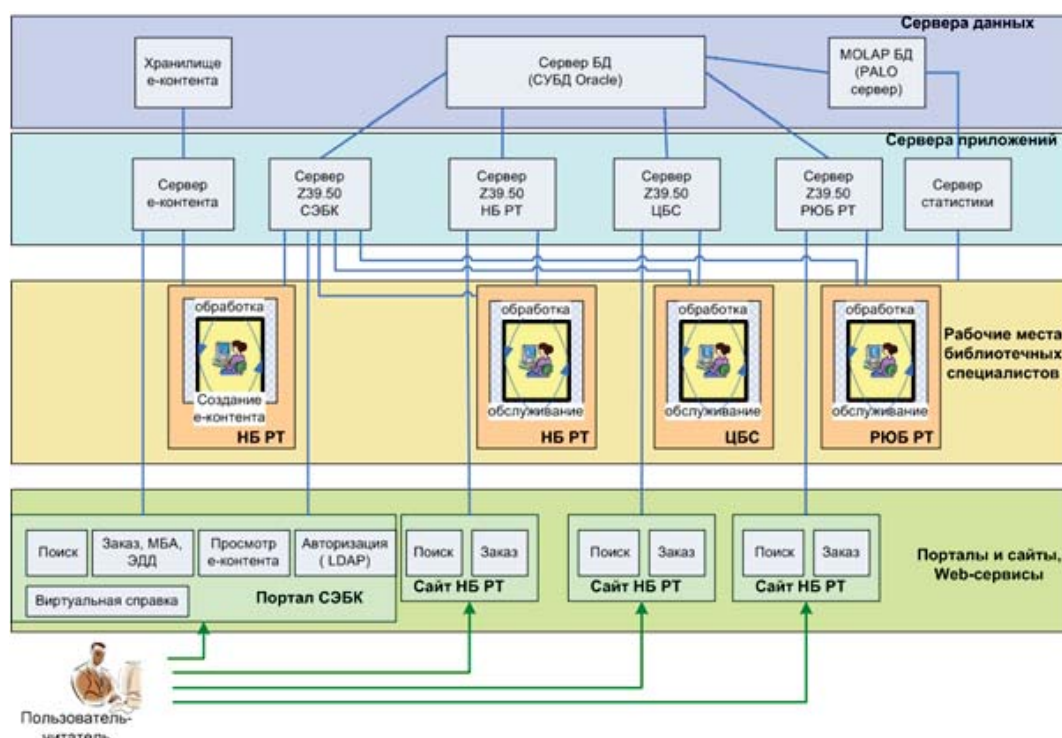 Сервера данных
Хранилище
е-контента
Сервер БД
(СУБД Oracle)
MOLAP БД
(PALO
сервер)
Сервера приложений
Сервер
е-контента
Сервер
Z39.50
СЭБК
Сервер
Z39.50
НБ РТ
Сервер
Z39.50
ЦБС
Сервер
Z39.50
РЮБ РТ
Сервер
статистики
обработка
Создание
е-контента
НБ РТ
обработка
обслуживание
НБ РТ
обработка
обслуживание
ЦБС
обработка
обслуживание
РЮБ РТ
Рабочие места
библиотечных
специалистов
Поиск
Заказ, МБА,
ЭДД
Просмотр
е-контента
Авторизация
( LDAP)
Виртуальная справка
Портал СЭБК
Поиск
Заказ
Сайт НБ РТ
Поиск
Заказ
Сайт НБ РТ
Поиск
Заказ
Сайт НБ РТ
Порталы и сайты,
Web-сервисы
Пользователь-
читатель